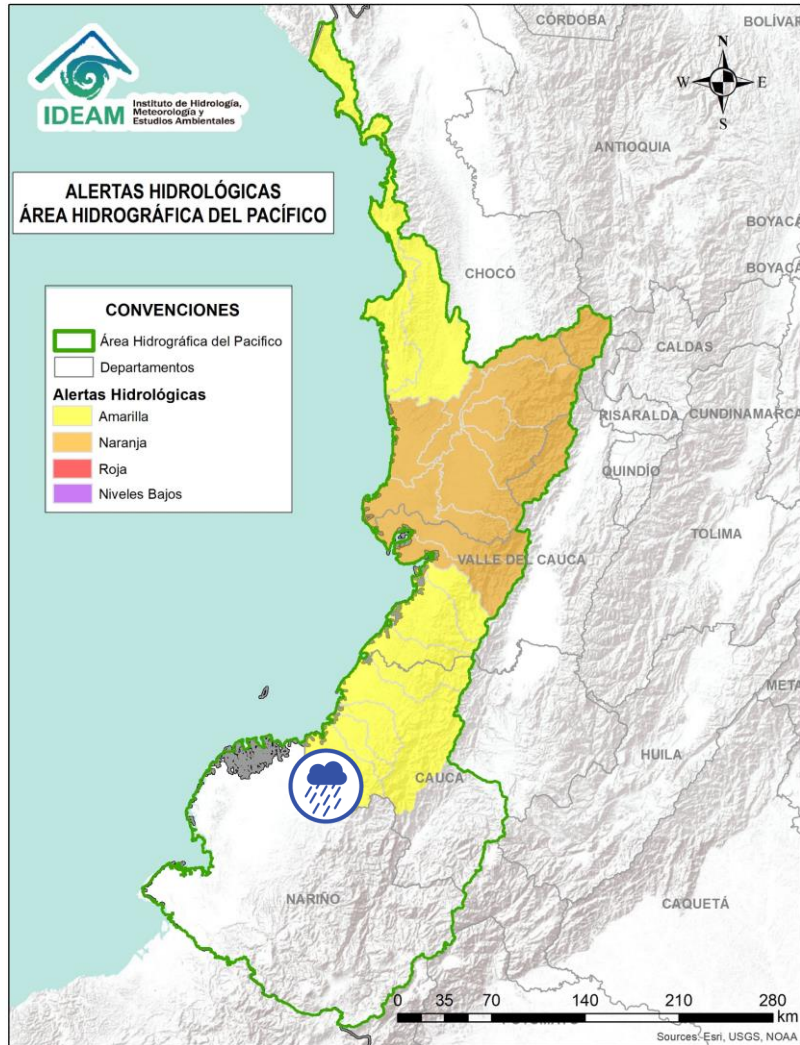 CÓRDOBA
BOLÍVAR
IDEAM
Instituto de Hidrología,
Meteorología y
Estudios Ambientales
N
W E
S
ANTIOQUIA
ALERTAS HIDROLÓGICAS
ÁREA HIDROGRÁFICA DEL PACÍFICO
BOYACÁ
BOYACÁ
CHOCÓ
CONVENCIONES
Área Hidrográfica del Pacifico
Departamentos
Alertas Hidrológicas
Amarilla
Naranja
Roja
Niveles Bajos
CALDAS
RISARALDA
CUNDINAMARCA
QUINDÍO
TOLIMA
VALLE DEL CAUCA
META
HUILA
CAUCA
NARIÑO
CAQUETÁ
0 35 70 140 210 280
km
Sources: Esri, USGS, NOAA